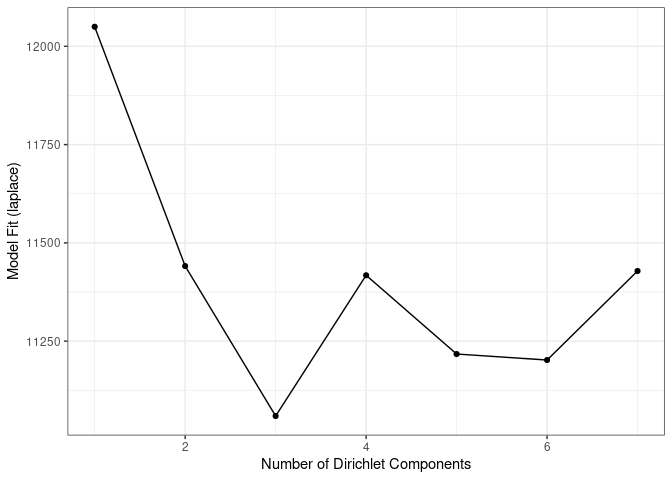 12000
11750
11500
11250
Model Fit (laplace)
2 4 6
Number of Dirichlet Components